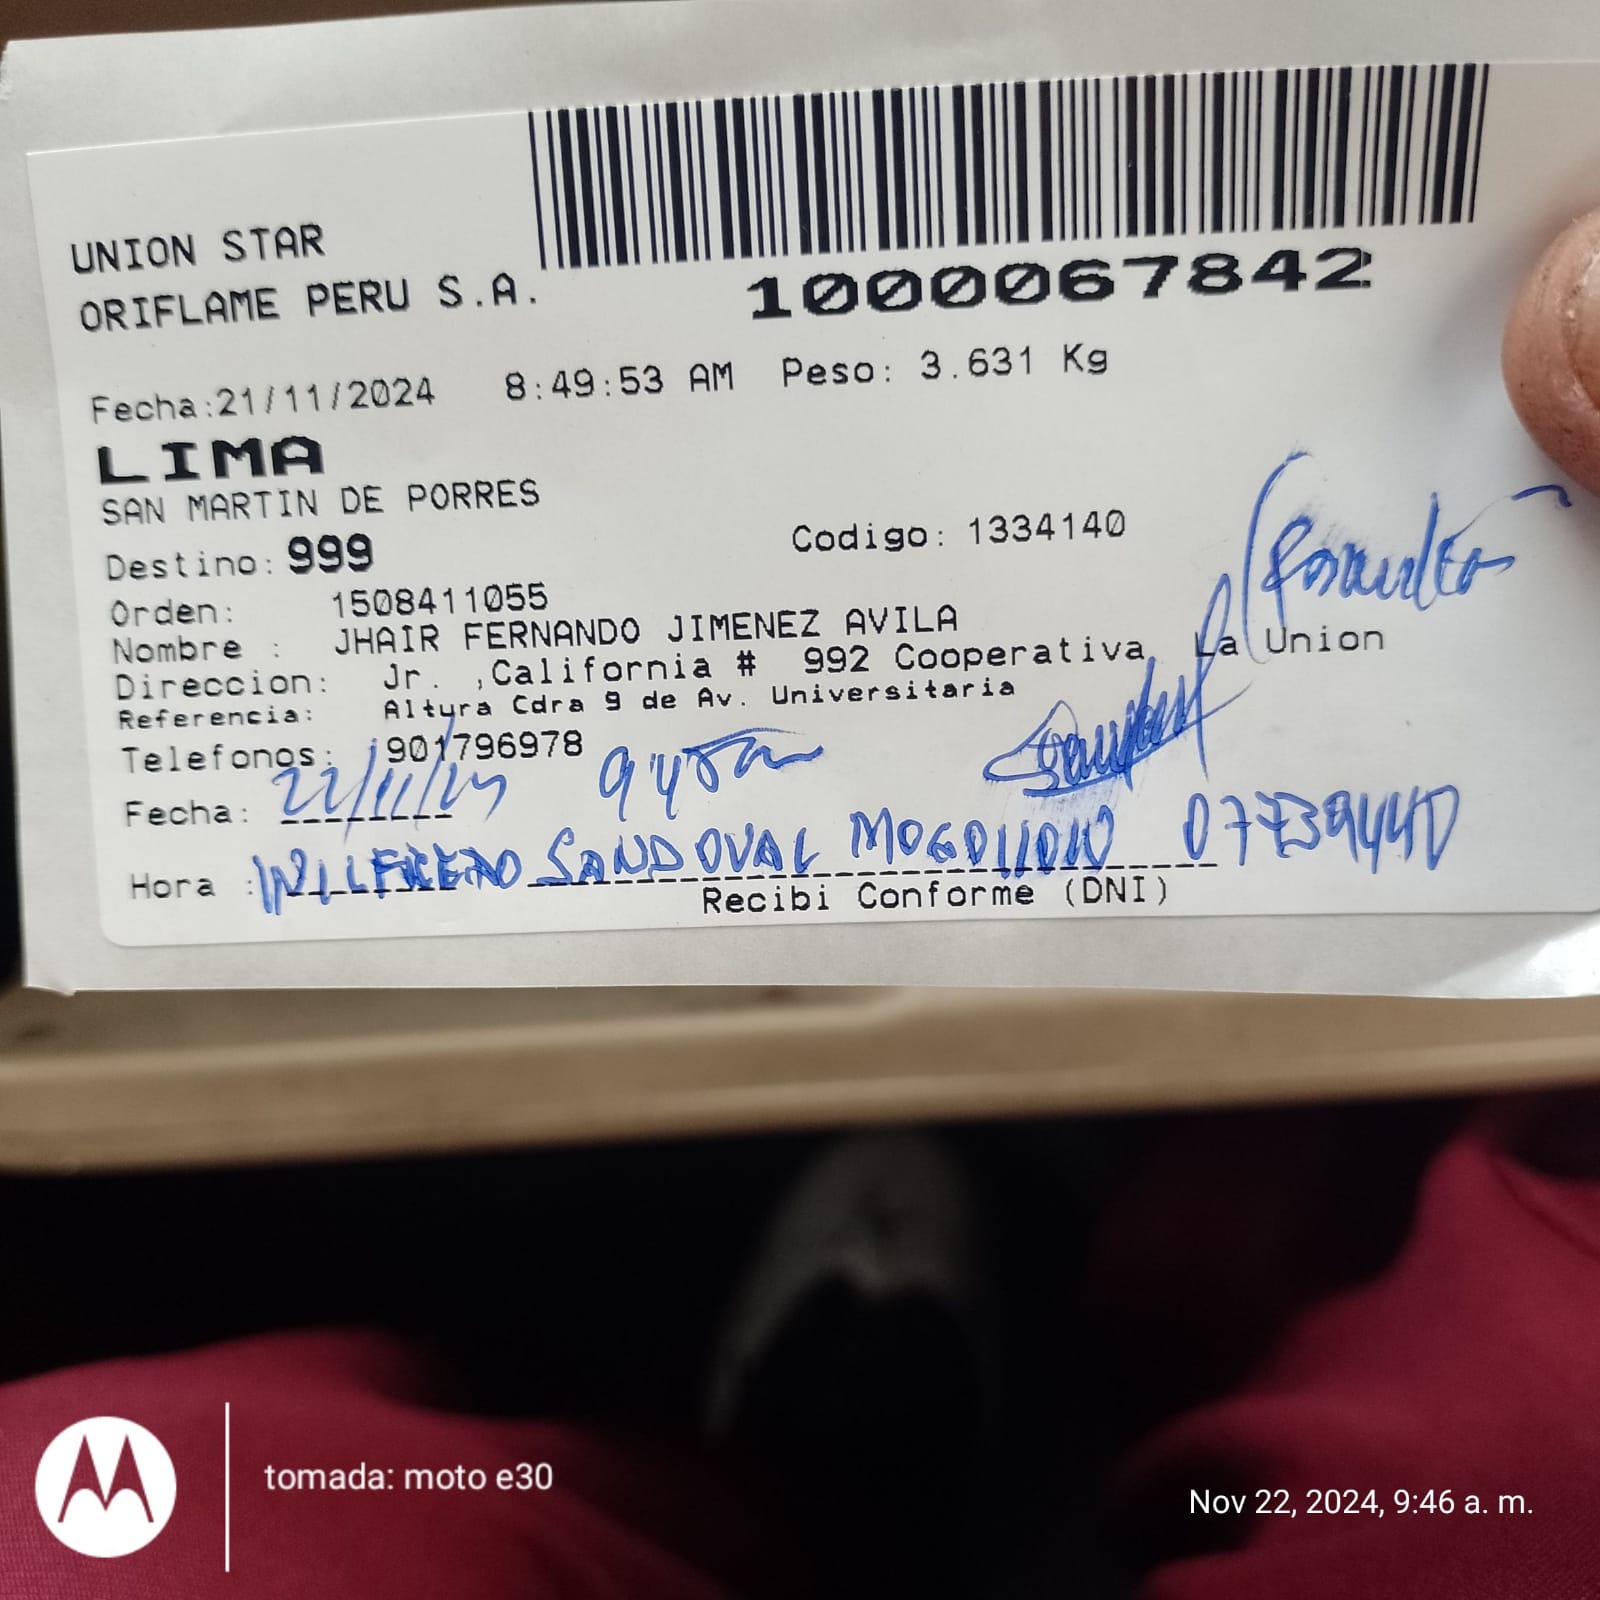 UNION STAR
ORIFLAME PERU S.A.
1000067842
Fecha:21/11/2024 8:49:53 AM Peso: 3.631 Kg
LIMA
SAN MARTIN DE PORRES
Destino: 999 Codigo: 1334140
Orden: 1508411055
Nombre : JHAIR FERNANDO JIMENEZ AVILA
Direccion: Jr. ,California # 992 Cooperativa La Union
Referencia: Altura Cdra 9 de Av. Universitaria
Telefonos: 901796978
Fecha: 22/11/24
Hora : SANDOVAL MOGOLLON 07739440
Recibi Conforme (DNI)
tomada: moto e30
Nov 22, 2024, 9:46 a. m.